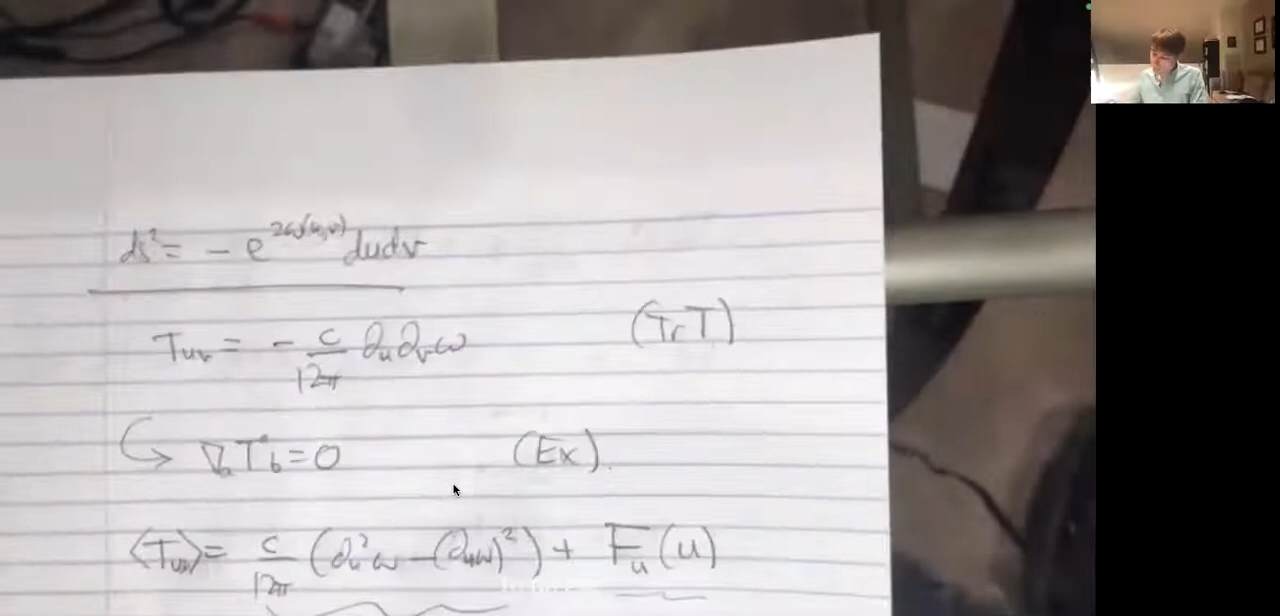 ds² = - e^{2ω(u,v)} du dv
T_{uv} = - c/12π ∂_u ∂_v ω (Tr T)
↳ ∇_a T^a_b = 0 (Ex).
⟨T_{uu}⟩ = c/12π (∂_u² ω - (∂_u ω)²) + F_u(u)